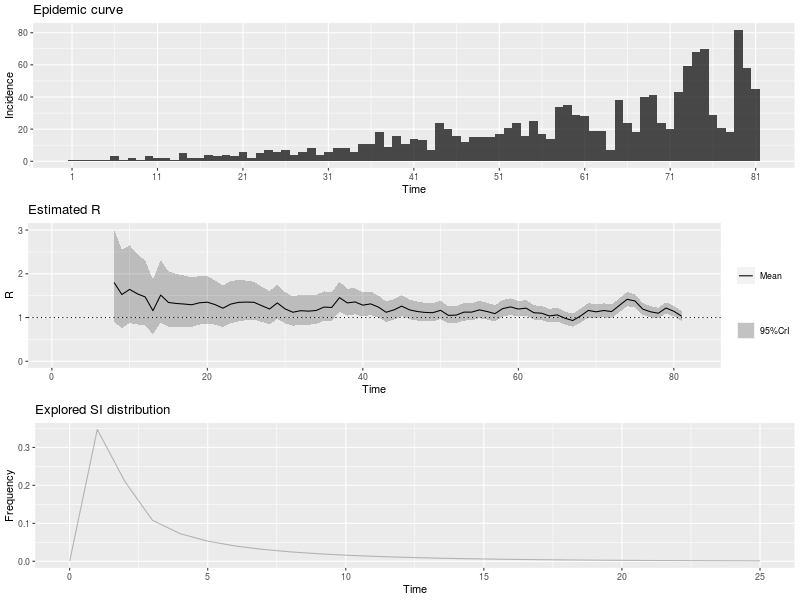 Epidemic curve
80
60
40
20
0
Incidence
1 11 21 31 41 51 61 71 81
Time
Estimated R
3
2
1
0
R
0 20 40 60 80
Time
Mean
95%CrI
Explored SI distribution
0.3
0.2
0.1
0.0
Frequency
0 5 10 15 20 25
Time